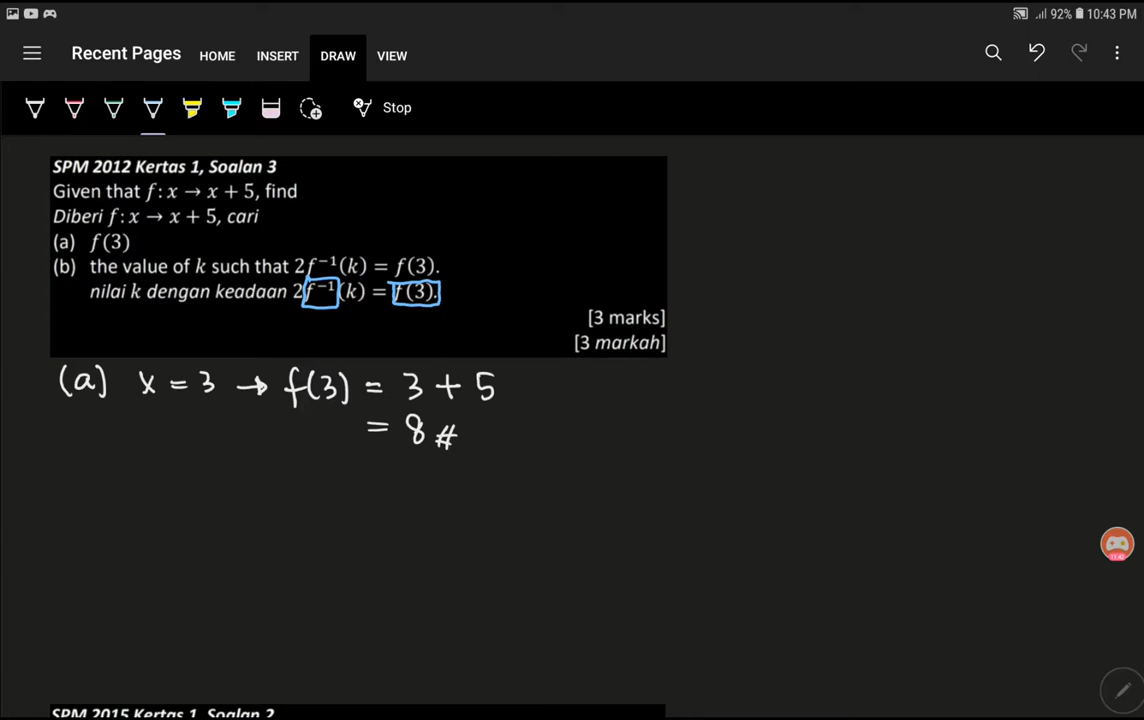 92% 10:43 PM
Recent Pages HOME INSERT DRAW VIEW
Stop
SPM 2012 Kertas 1, Soalan 3
Given that f: x → x + 5, find
Diberi f: x → x + 5, cari
(a) f(3)
(b) the value of k such that 2f⁻¹(k) = f(3).
nilai k dengan keadaan 2f⁻¹(k) = f(3).
[3 marks]
[3 markah]
(a) x = 3 → f(3) = 3 + 5
= 8 #
11:42
SPM 2015 Kertas 1, Soalan 2